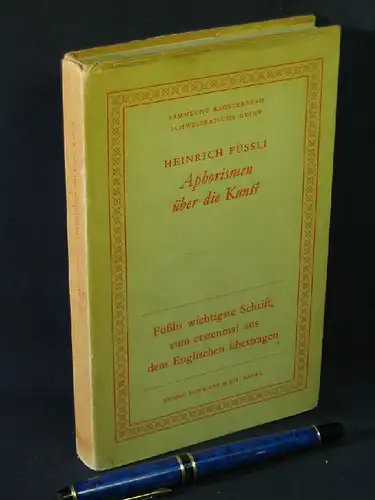 SAMMLUNG KLOSTERBERG
SCHWEIZERISCHE REIHE
HEINRICH FÜSSLI
Aphorismen
über die Kunst
Füßlis wichtigste Schrift,
zum erstenmal aus
dem Englischen übertragen
BENNO SCHWABE & CO. BASEL